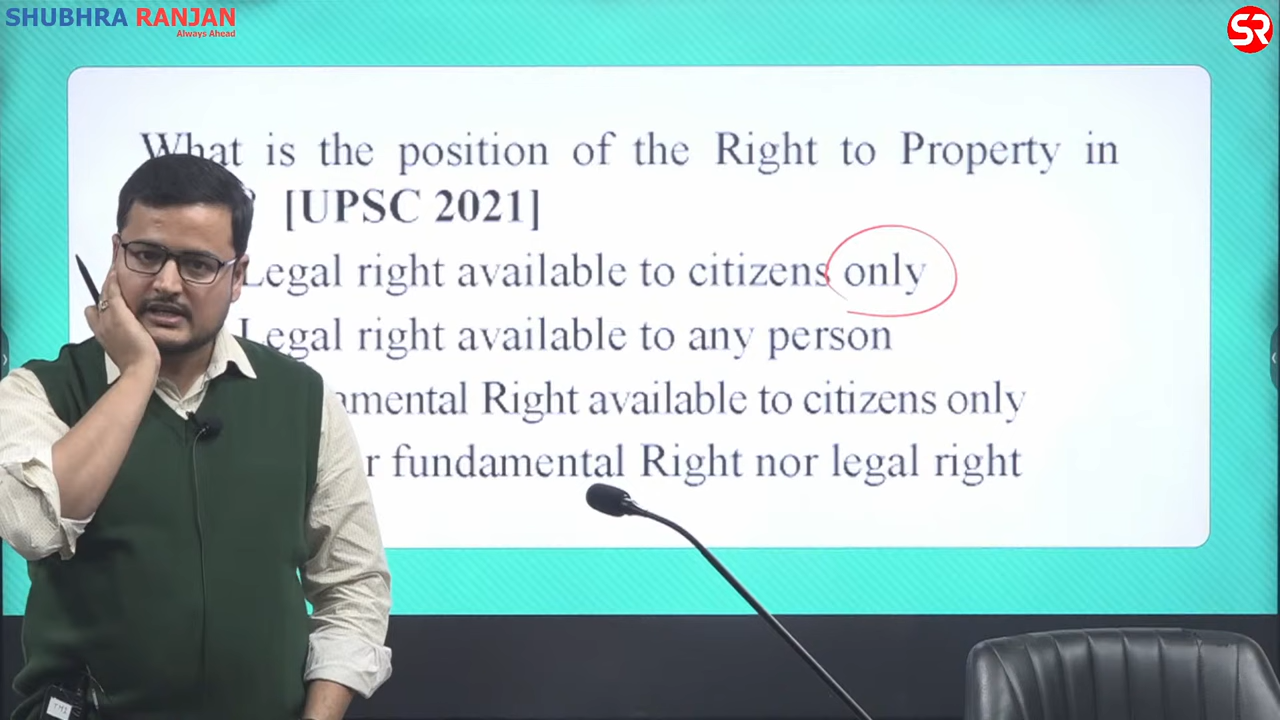 SHUBHRA RANJAN
Always Ahead
SR
What is the position of the Right to Property in
[UPSC 2021]
Legal right available to citizens only
Legal right available to any person
Right available to citizens only
fundamental Right nor legal right